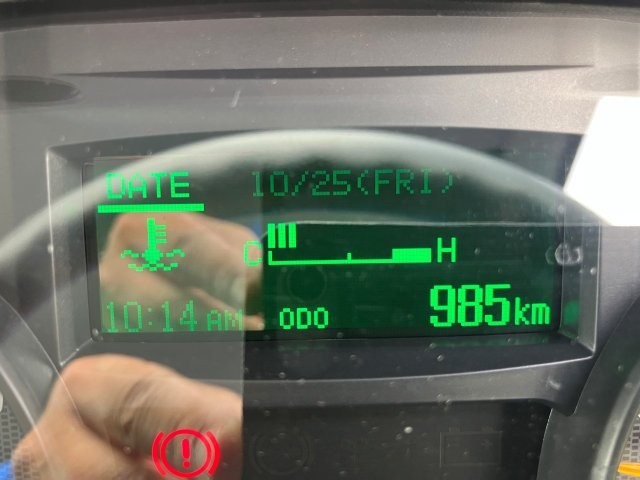 DATE 10/25(FRI)
C H
10:14 AM ODO 985km
!